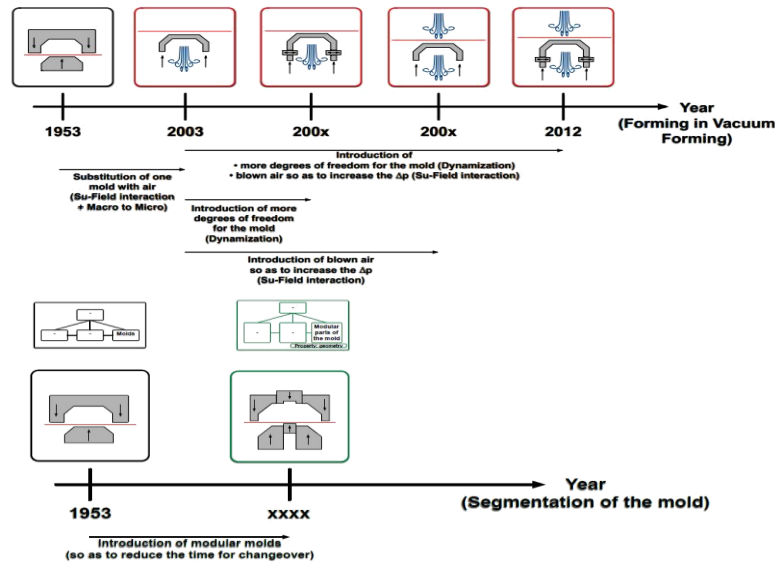 1953
2003
200x
200x
2012
Year
(Forming in Vacuum
Forming)
Introduction of
• more degrees of freedom for the mold (Dynamization)
• blown air so as to increase the Δp (Su-Field interaction)
Substitution of one
mold with air
(Su-Field interaction
+ Macro to Micro)
Introduction of more
degrees of freedom
for the mold
(Dynamization)
Introduction of blown air
so as to increase the Δp
(Su-Field interaction)
-
-
-
Molds
-
-
-
Modular
parts of
the mold
Property: geometry
1953
xxxx
Year
(Segmentation of the mold)
Introduction of modular molds
(so as to reduce the time for changeover)